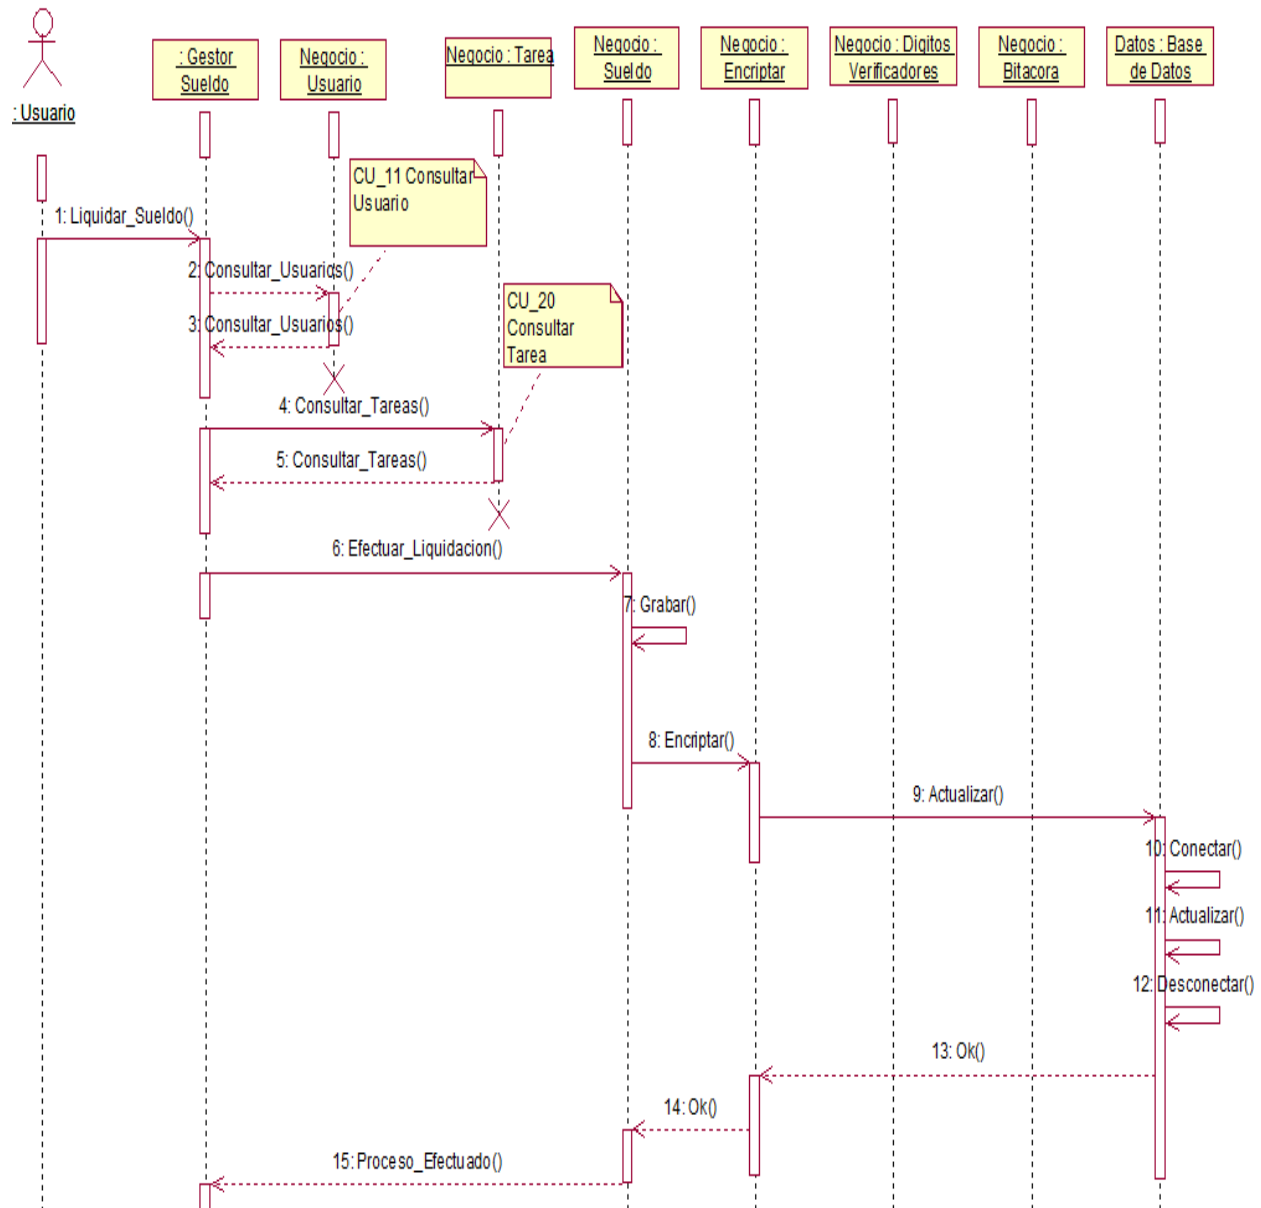 : Usuario
: Gestor
Sueldo
Negocio :
Usuario
Negocio : Tarea
Negocio :
Sueldo
Negocio :
Encriptar
Negocio : Digitos
Verificadores
Negocio :
Bitacora
Datos : Base
de Datos
CU_11 Consultar
Usuario
1: Liquidar_Sueldo()
2: Consultar_Usuarios()
CU_20
Consultar
Tarea
3: Consultar_Usuarios()
4: Consultar_Tareas()
5: Consultar_Tareas()
6: Efectuar_Liquidacion()
7: Grabar()
8: Encriptar()
9: Actualizar()
10: Conectar()
11: Actualizar()
12: Desconectar()
13: Ok()
14: Ok()
15: Proceso_Efectuado()